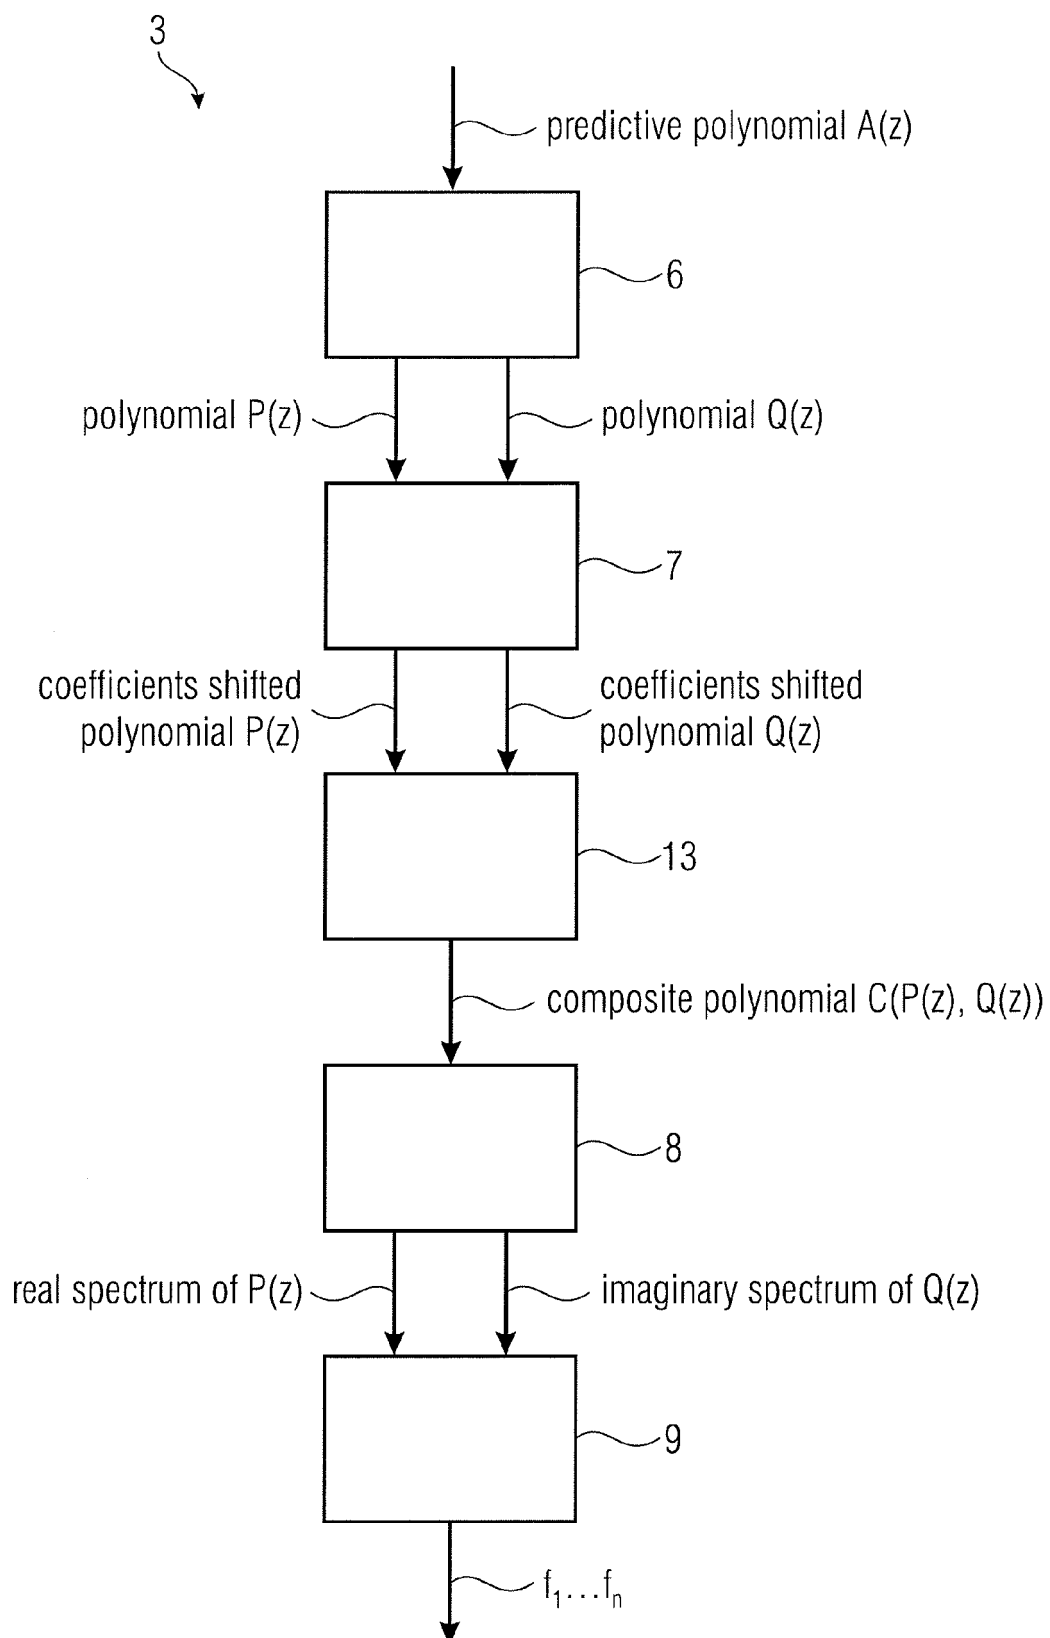 3
predictive polynomial A(z)
6
polynomial P(z)
polynomial Q(z)
7
coefficients shifted
polynomial P(z)
coefficients shifted
polynomial Q(z)
13
composite polynomial C(P(z), Q(z))
8
real spectrum of P(z)
imaginary spectrum of Q(z)
9
f₁...fₙ